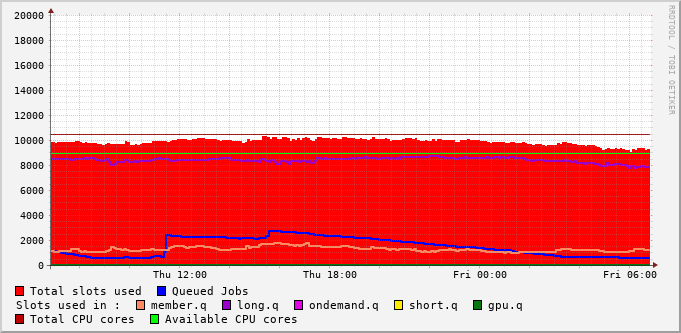 RRDTOOL / TOBI OETIKER
20000
18000
16000
14000
12000
10000
8000
6000
4000
2000
0
Thu 12:00 Thu 18:00 Fri 00:00 Fri 06:00
Total slots used Queued Jobs
Slots used in : member.q long.q ondemand.q short.q gpu.q
Total CPU cores Available CPU cores